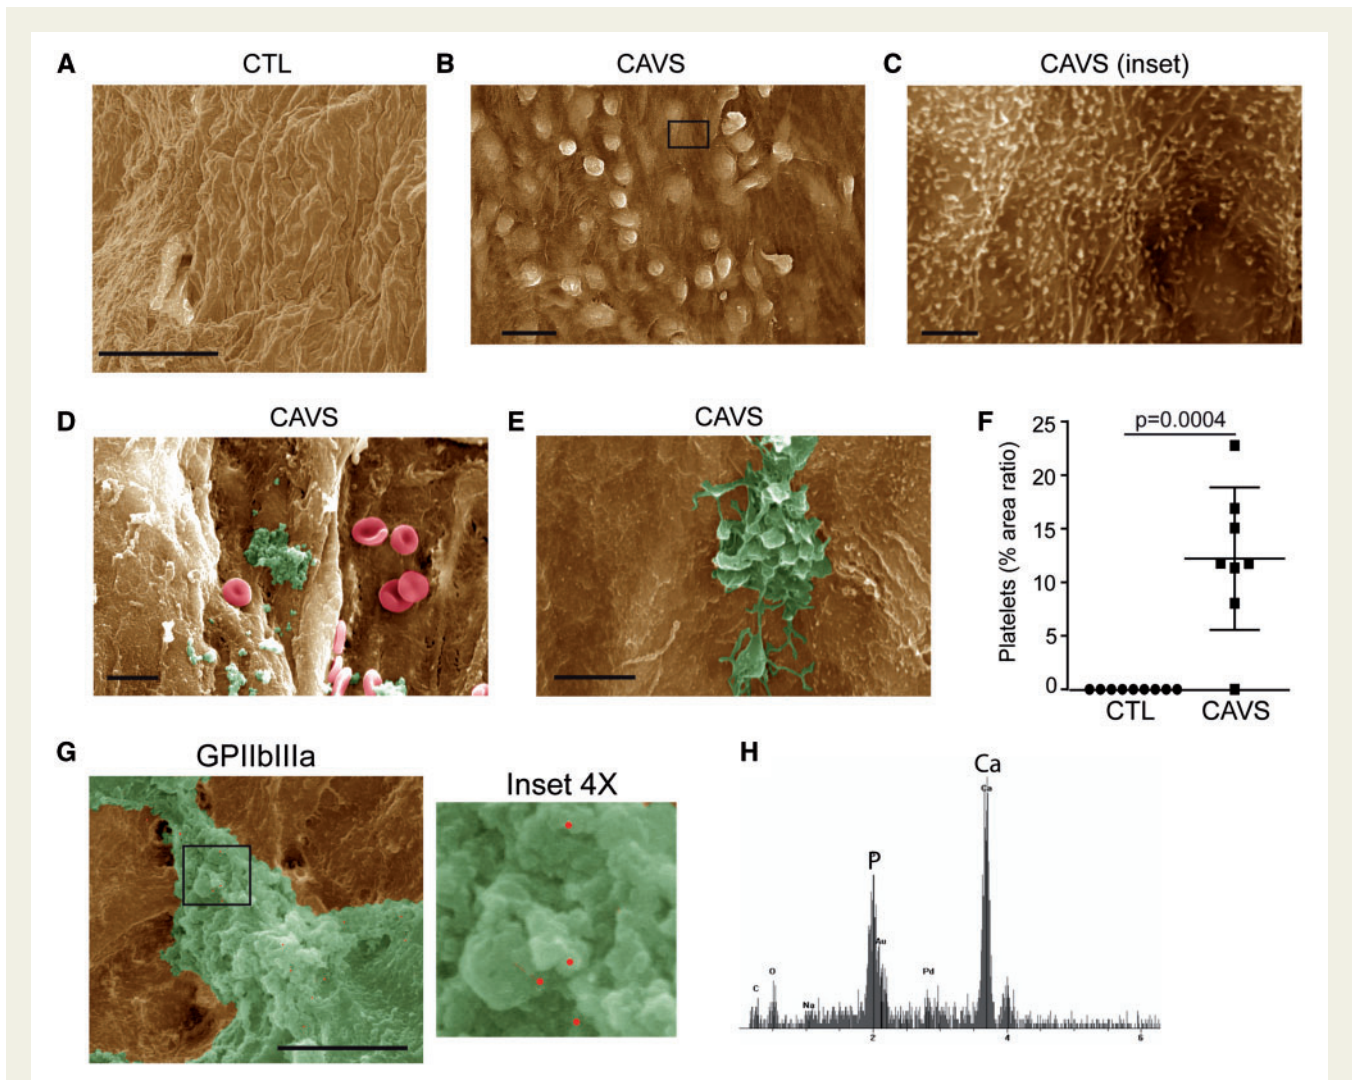 A CTL
B CAVS
C CAVS (inset)
D CAVS
E CAVS
F
p=0.0004
Platelets (% area ratio)
25
20
15
10
5
0
CTL CAVS
G GPIIbIIIa
Inset 4X
H
Ca
Ca
P
Au
O
C
Na
Pd
2 4 6